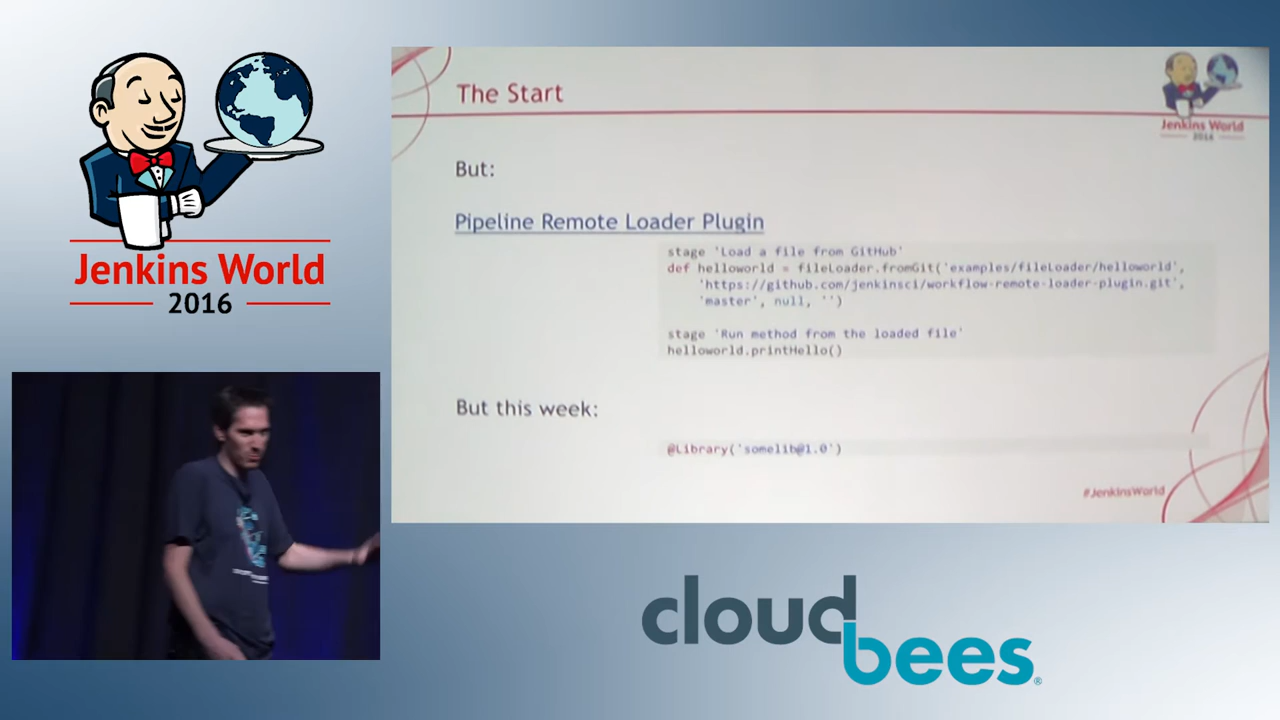 Jenkins World
2016
The Start
Jenkins World
2016
But:
Pipeline Remote Loader Plugin
stage 'Load a file from GitHub'
def helloworld = fileLoader.fromGit('examples/fileLoader/helloworld',
'https://github.com/jenkinsci/workflow-remote-loader-plugin.git',
'master', null, '')
stage 'Run method from the loaded file'
helloworld.printHello()
But this week:
@Library('somelib@1.0')
#JenkinsWorld
cloudbees®